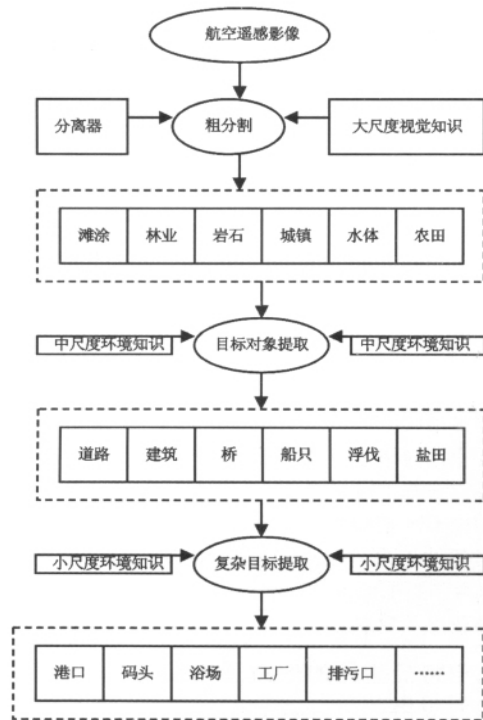 航空遥感影像
分离器 粗分割 大尺度视觉知识
滩涂 林业 岩石 城镇 水体 农田
中尺度环境知识 目标对象提取 中尺度环境知识
道路 建筑 桥 船只 浮伐 盐田
小尺度环境知识 复杂目标提取 小尺度环境知识
港口 码头 浴场 工厂 排污口 ……